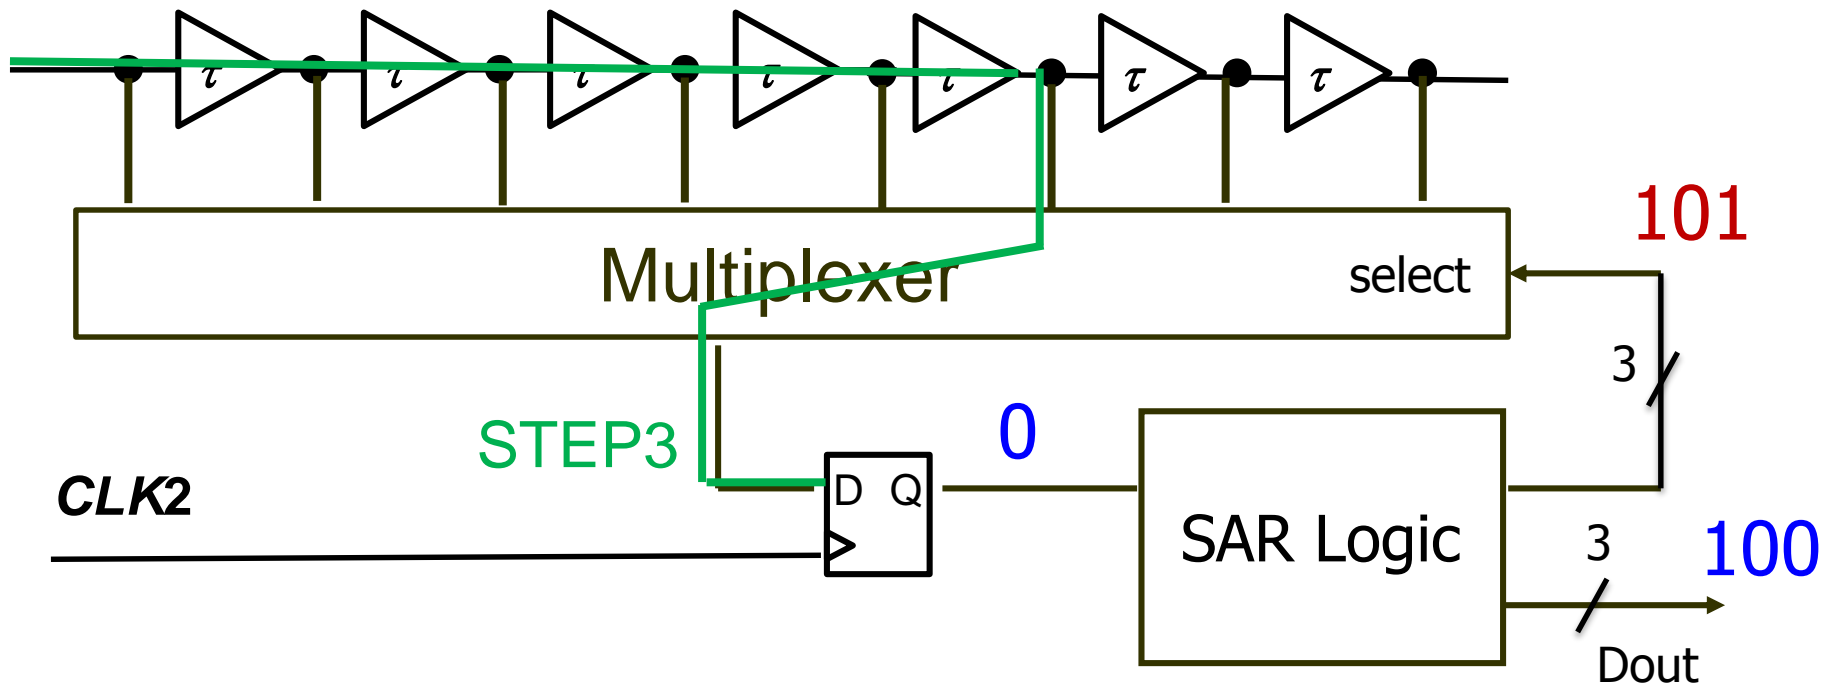 τ τ τ τ τ τ τ
101
Multiplexer select
3
STEP3 0
CLK2 D Q
SAR Logic 3 100
Dout